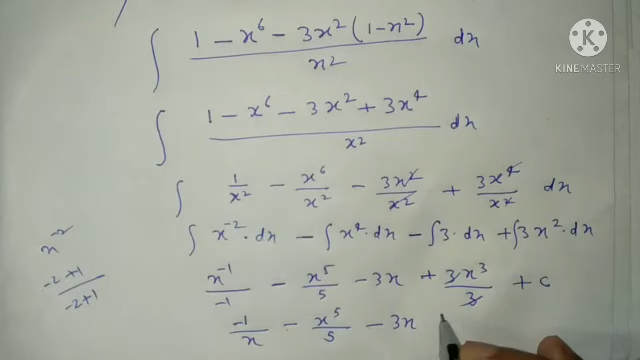 ∫ (1 - x⁶ - 3x² (1 - x²)) / x² dx
KINEMASTER
∫ (1 - x⁶ - 3x² + 3x⁴) / x² dx
∫ 1/x² - x⁶/x² - 3x²/x² + 3x⁴/x² dx
∫ x⁻² · dx - ∫ x⁴ · dx - ∫ 3 · dx + ∫ 3x² · dx
x⁻²
-2+1 / -2+1
x⁻¹/-1 - x⁵/5 - 3x + 3x³/3 + c
-1/x - x⁵/5 - 3x